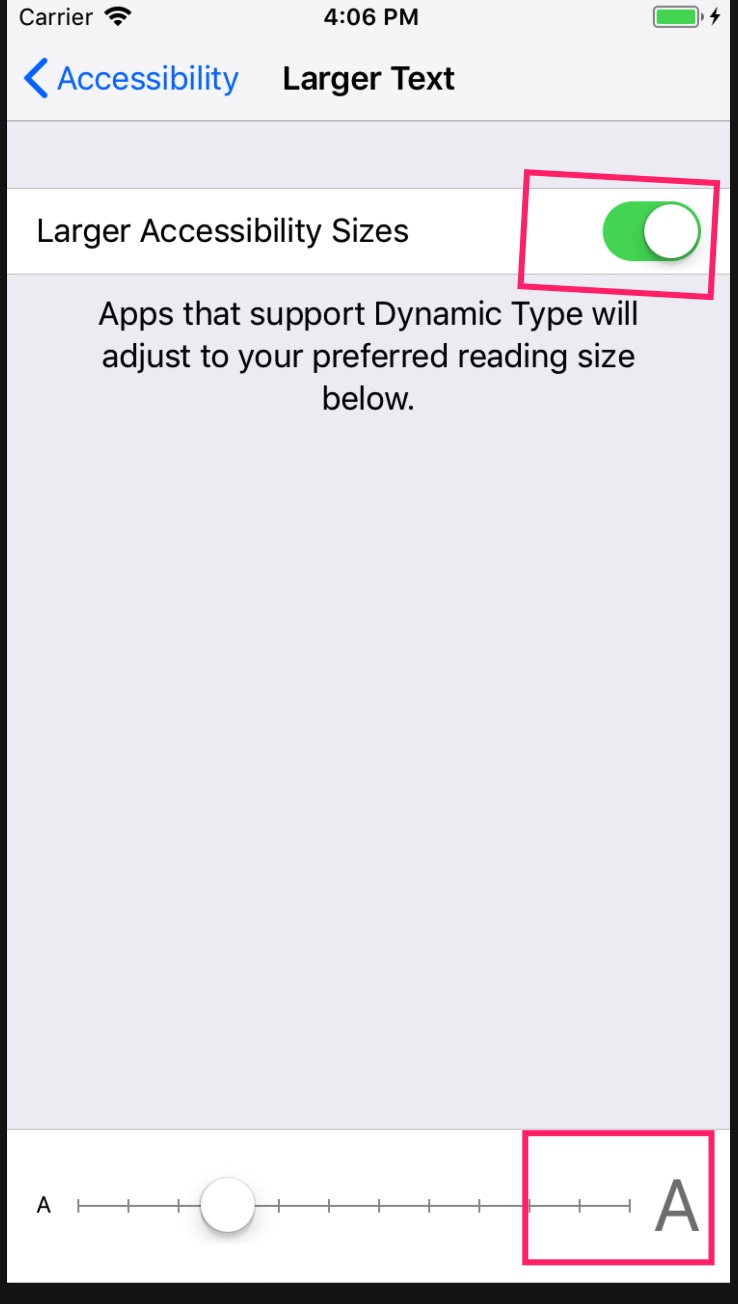 Carrier 4:06 PM
Accessibility Larger Text
Larger Accessibility Sizes
Apps that support Dynamic Type will
adjust to your preferred reading size
below.
A A